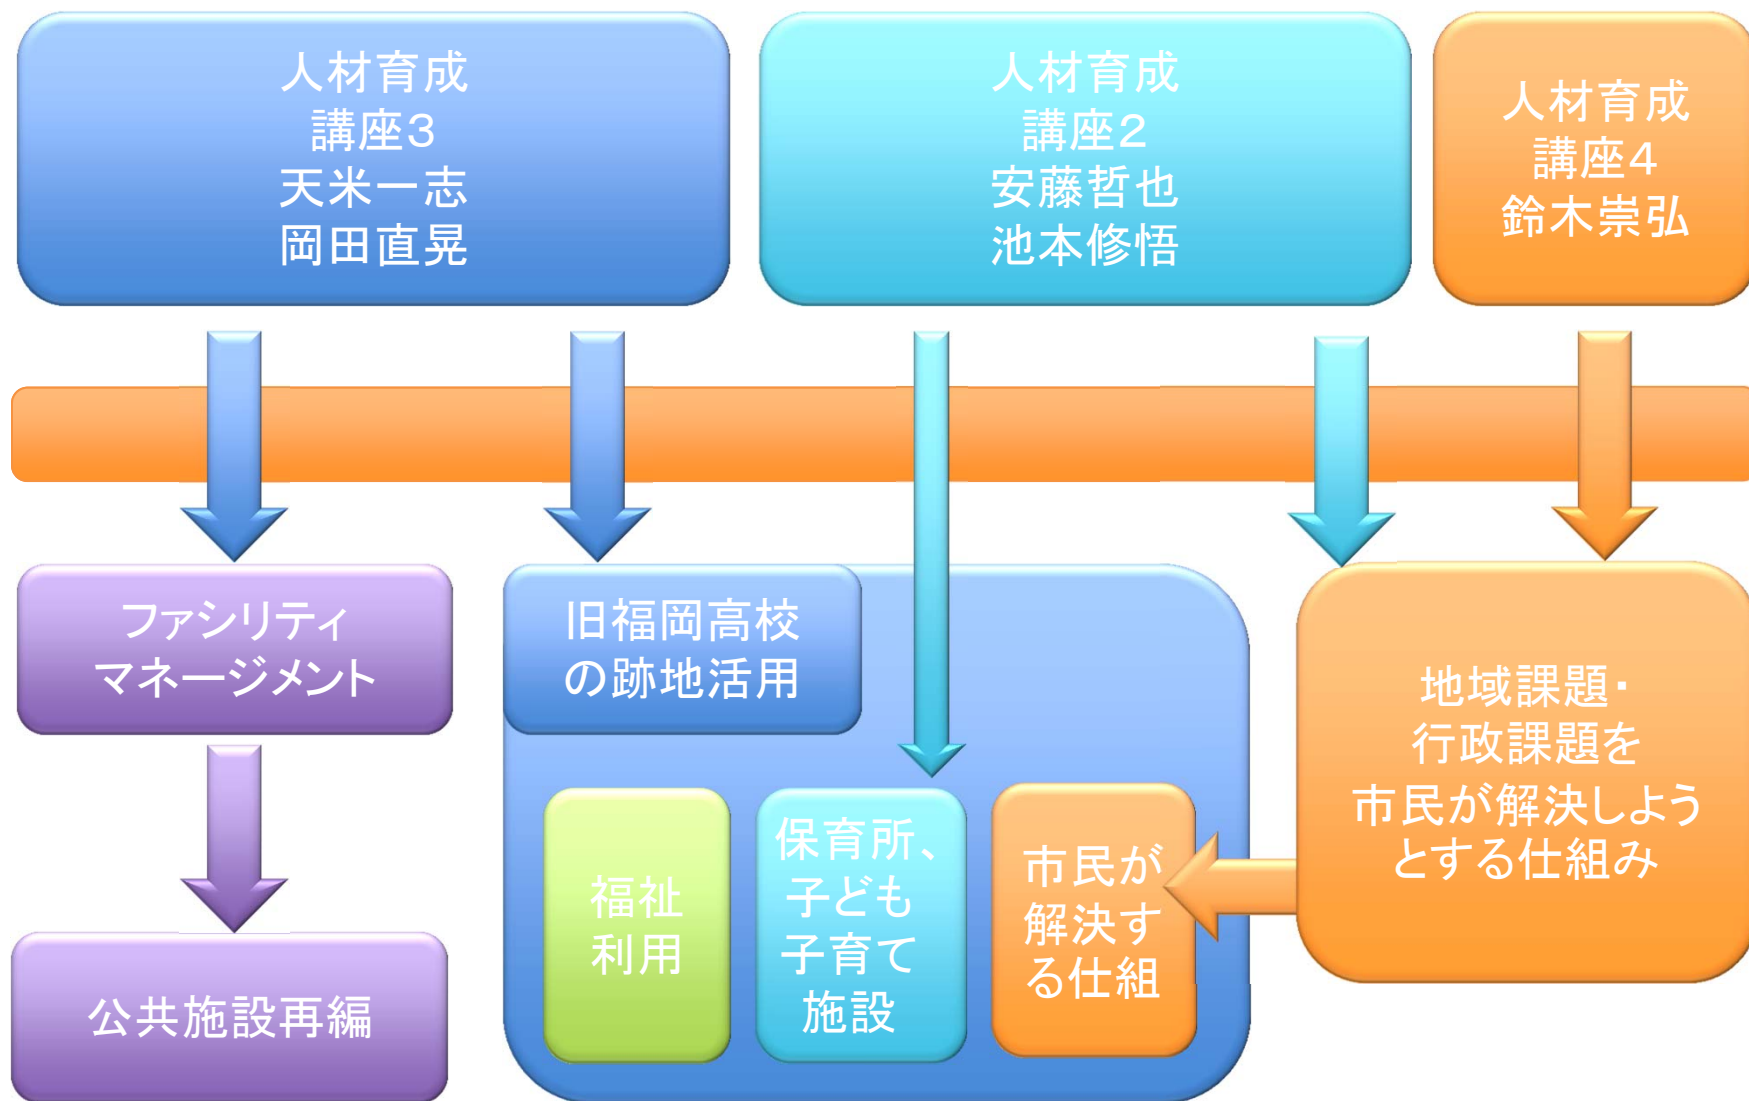 人材育成
講座3
天米一志
岡田直晃
人材育成
講座2
安藤哲也
池本修悟
人材育成
講座4
鈴木崇弘
ファシリティ
マネージメント
旧福岡高校
の跡地活用
地域課題・
行政課題を
市民が解決しよう
とする仕組み
福祉
利用
保育所、
子ども
子育て
施設
市民が
解決す
る仕組
公共施設再編